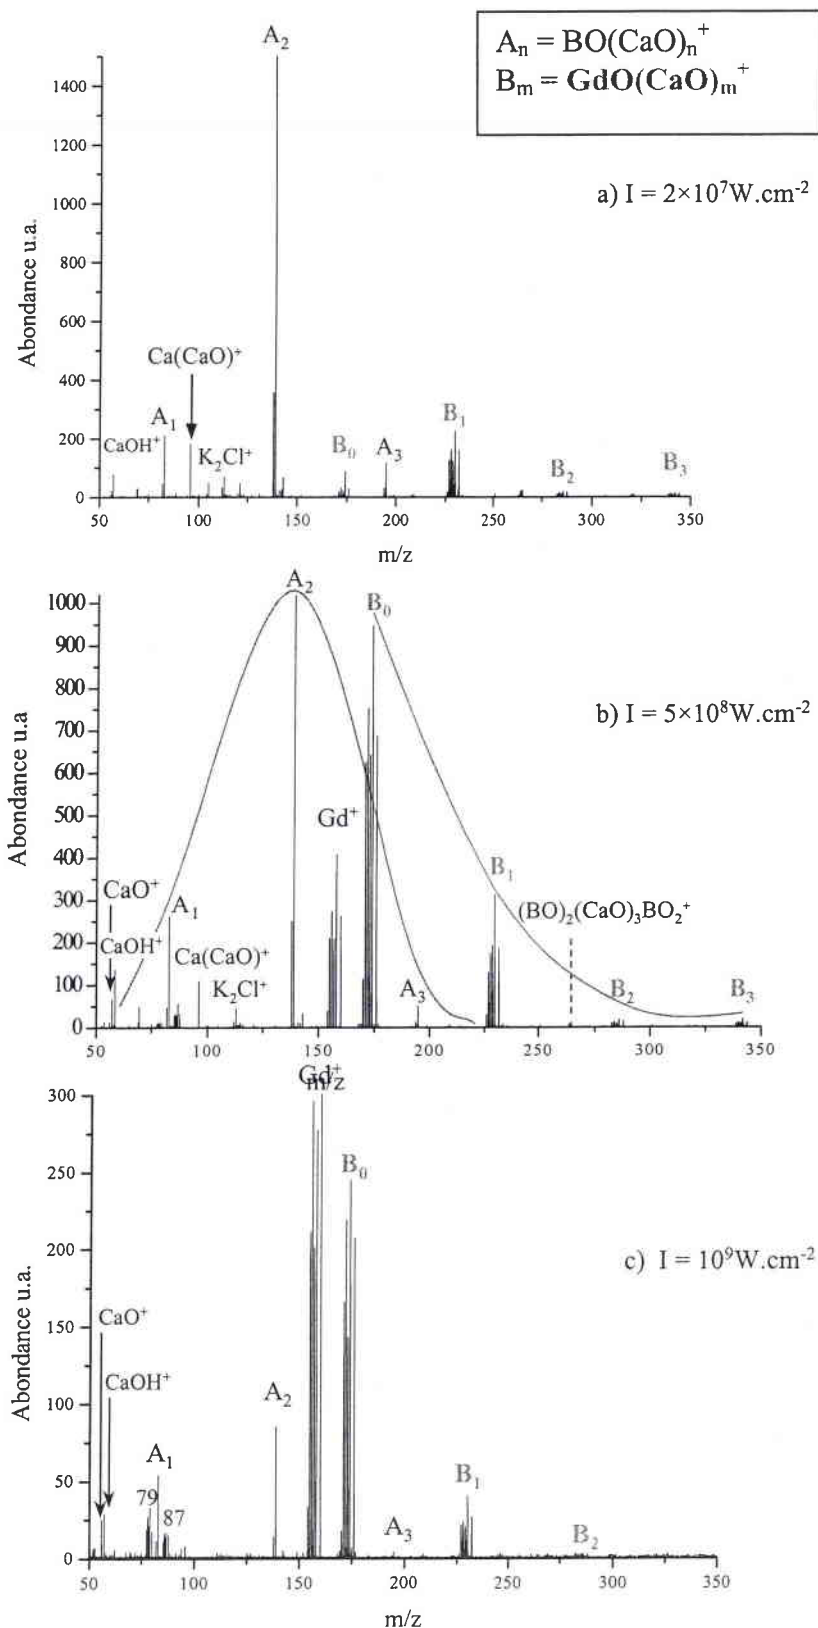 Aₙ = BO(CaO)ₙ⁺
Bₘ = GdO(CaO)ₘ⁺
a) I = 2×10⁷W.cm⁻²
Abondance u.a.
1400
1200
1000
800
600
400
200
0
A₂
Ca(CaO)⁺
A₁
CaOH⁺
K₂Cl⁺
B₀
A₃
B₁
B₂
B₃
50 100 150 200 250 300 350
m/z
b) I = 5×10⁸W.cm⁻²
Abondance u.a
1000
900
800
700
600
500
400
300
200
100
0
A₂
B₀
Gd⁺
CaO⁺
A₁
CaOH⁺
Ca(CaO)⁺
K₂Cl⁺
A₃
B₁
(BO)₂(CaO)₃BO₂⁺
B₂
B₃
50 100 150 200 250 300 350
m/z
c) I = 10⁹W.cm⁻²
Abondance u.a.
300
250
200
150
100
50
0
Gd⁺
B₀
CaO⁺
CaOH⁺
A₂
A₁
79
87
A₃
B₁
B₂
50 100 150 200 250 300 350
m/z